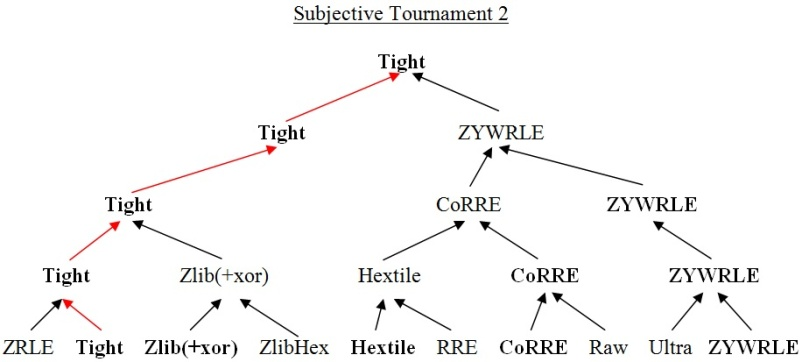 Subjective Tournament 2
Tight
Tight ZYWRLE
Tight CoRRE ZYWRLE
Tight Zlib(+xor) Hextile CoRRE ZYWRLE
ZRLE Tight Zlib(+xor) ZlibHex Hextile RRE CoRRE Raw Ultra ZYWRLE